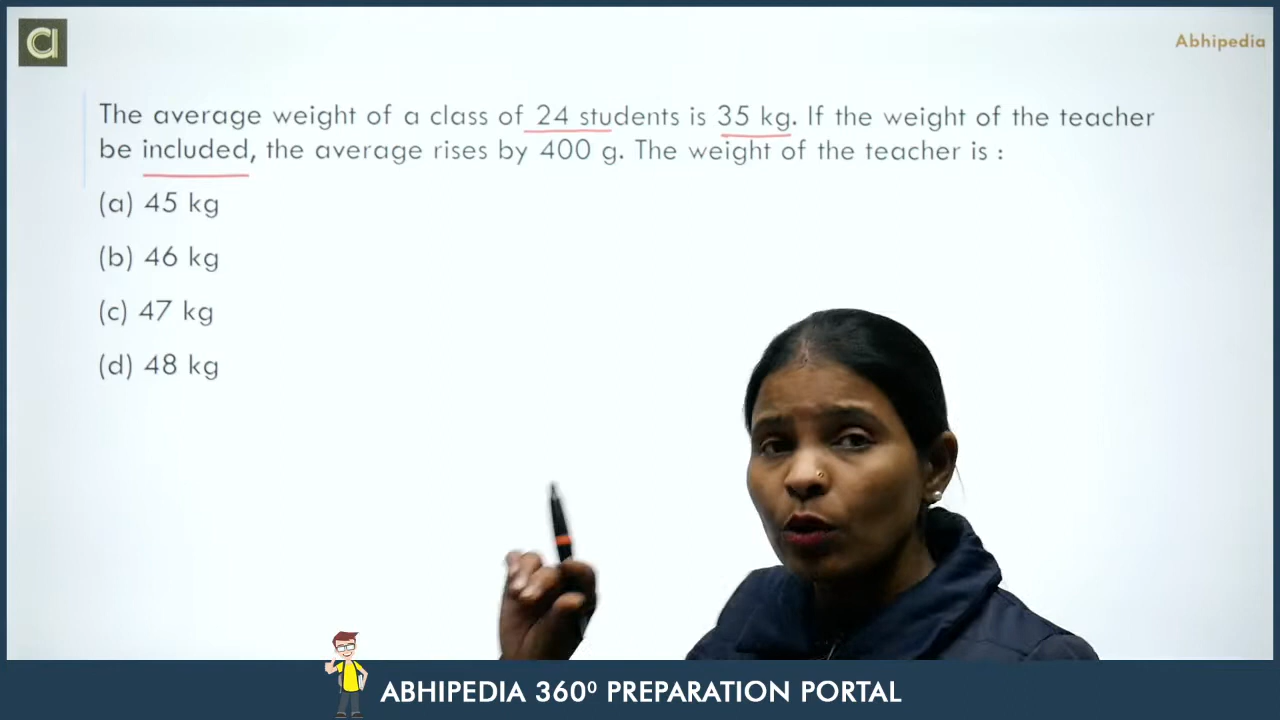 Abhipedia
The average weight of a class of 24 students is 35 kg. If the weight of the teacher
be included, the average rises by 400 g. The weight of the teacher is :
(a) 45 kg
(b) 46 kg
(c) 47 kg
(d) 48 kg
ABHIPEDIA 360⁰ PREPARATION PORTAL